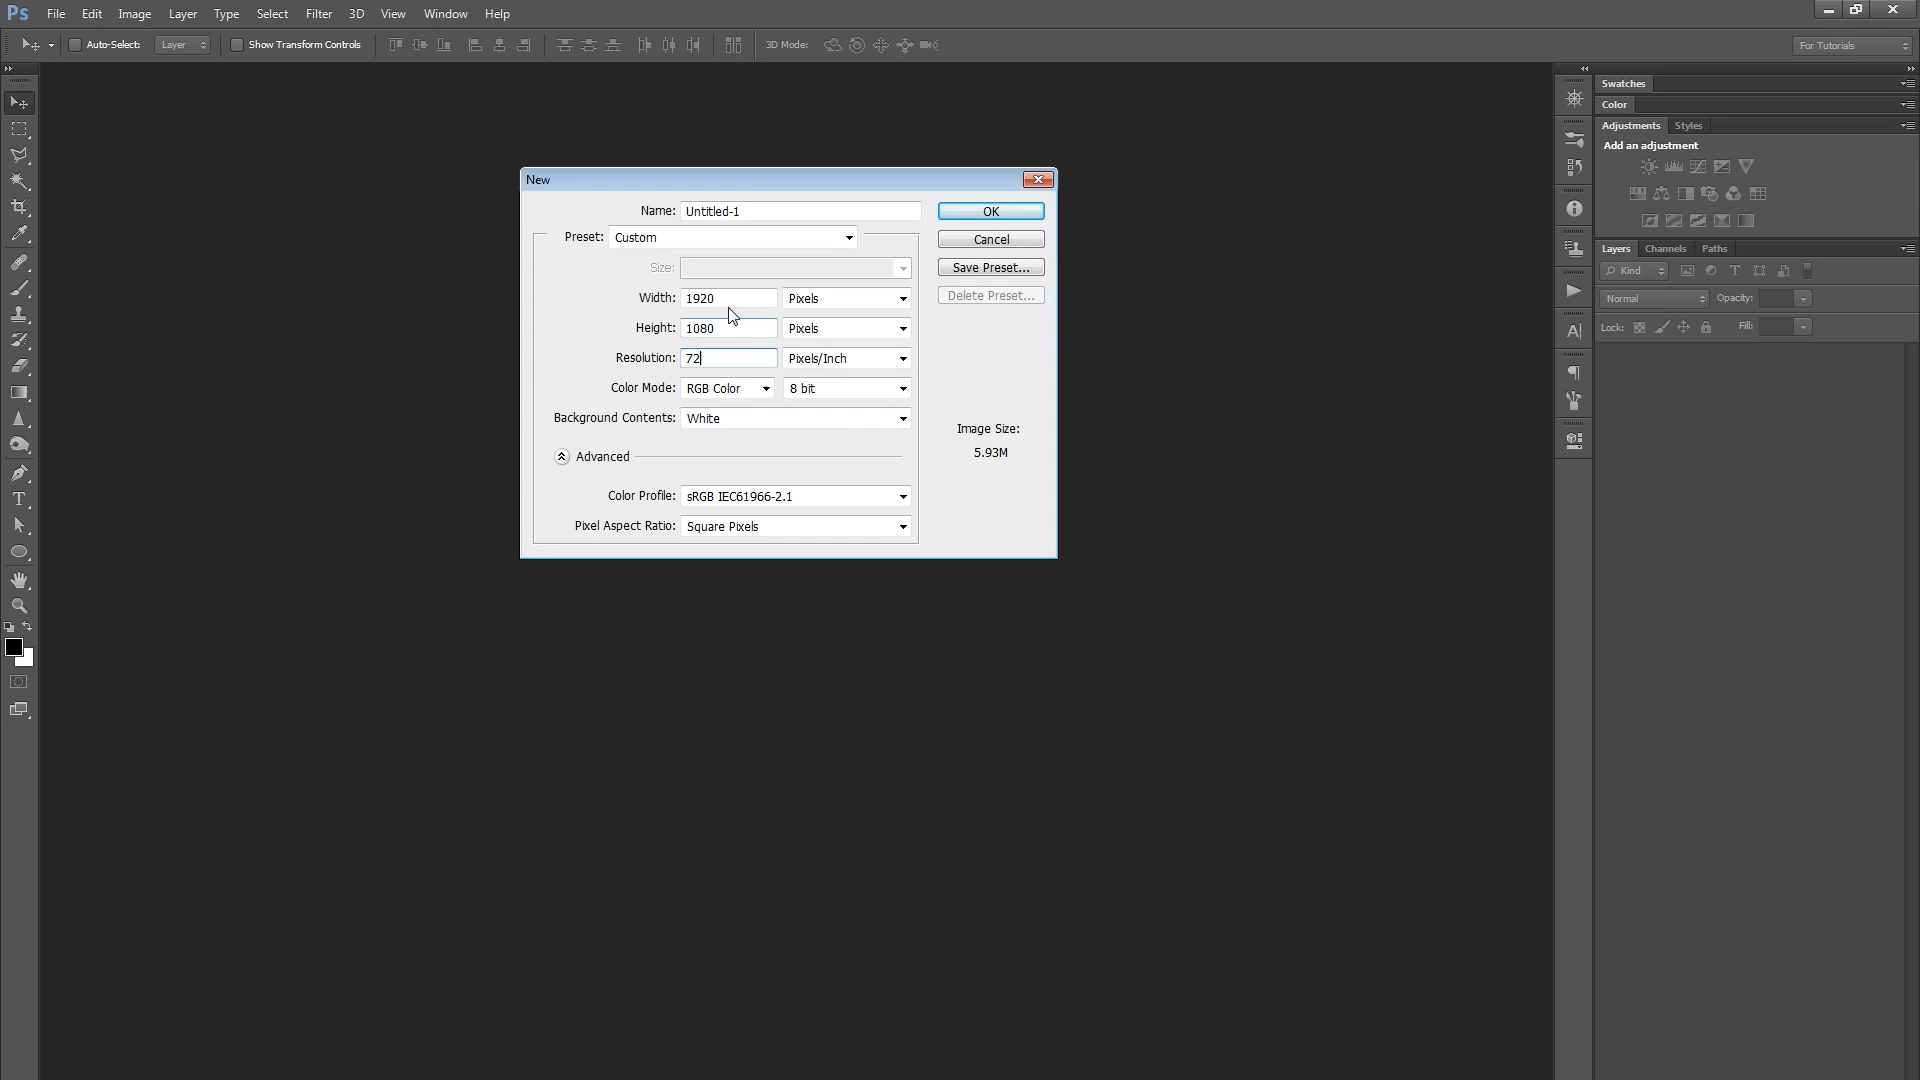 Ps File Edit Image Layer Type Select Filter 3D View Window Help
Auto-Select: Layer Show Transform Controls 3D Mode: For Tutorials
Swatches
Color
Adjustments Styles
Add an adjustment
Layers Channels Paths
Kind T
Normal Opacity:
Lock: Fill:
A
T
New
Name: Untitled-1 OK
Preset: Custom Cancel
Size: Save Preset...
Width: 1920 Pixels Delete Preset...
Height: 1080 Pixels
Resolution: 72 Pixels/Inch
Color Mode: RGB Color 8 bit
Background Contents: White Image Size:
Advanced 5.93M
Color Profile: sRGB IEC61966-2.1
Pixel Aspect Ratio: Square Pixels